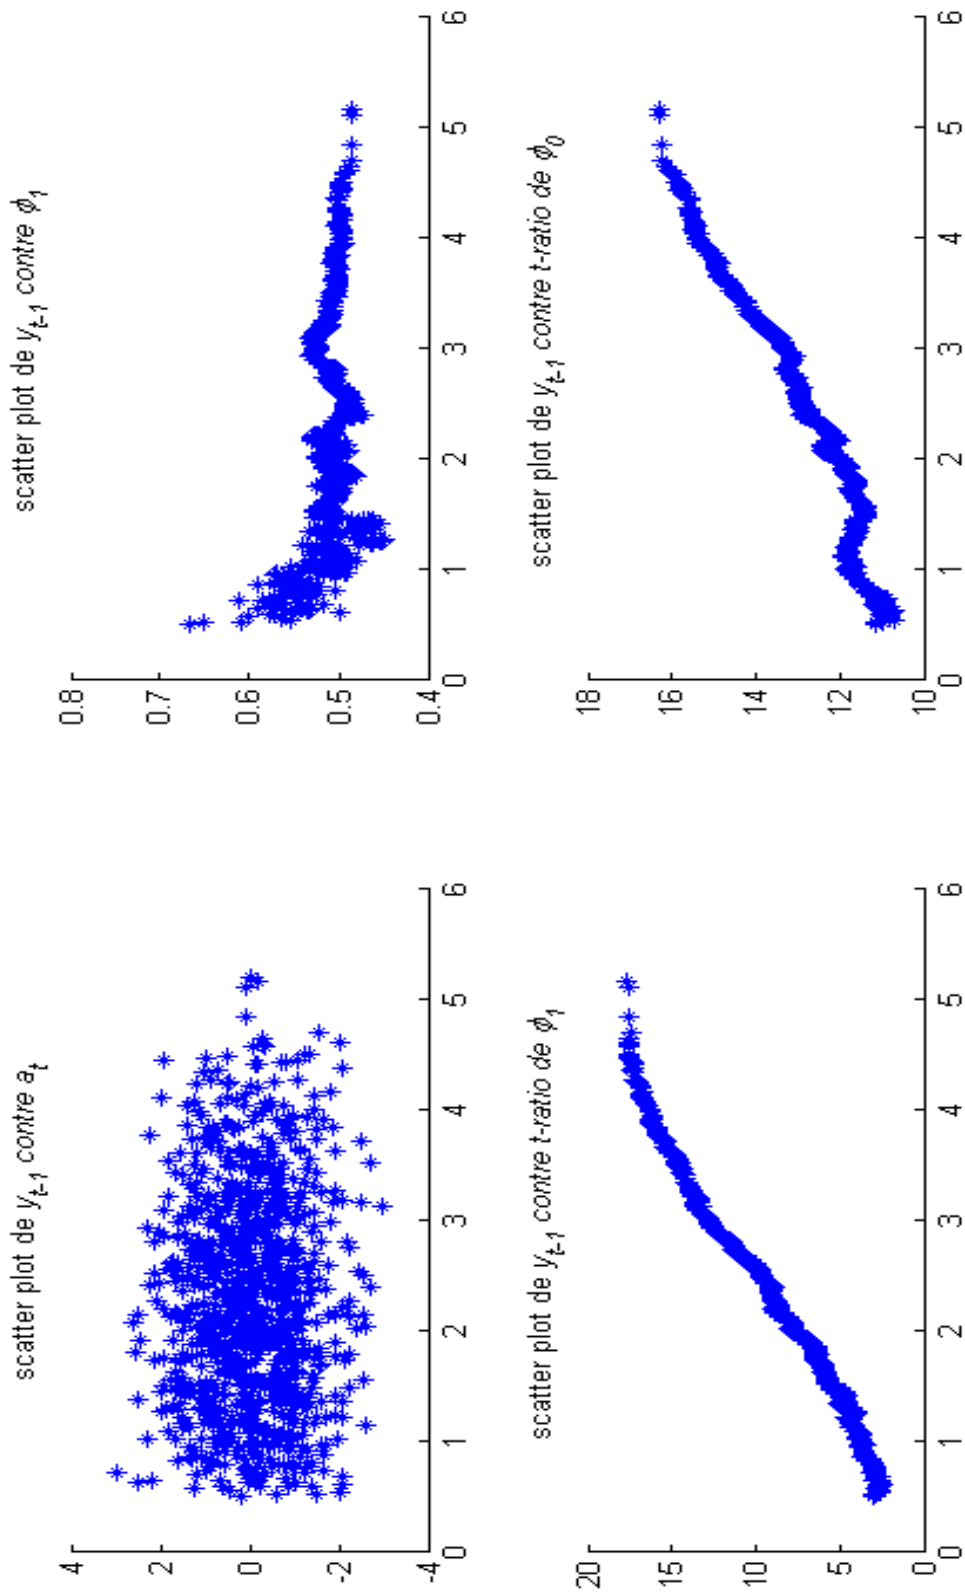 scatter plot de y_{t-1} contre a_t
4
2
0
-2
-4
0 1 2 3 4 5 6
scatter plot de y_{t-1} contre ϕ_1
0.8
0.7
0.6
0.5
0.4
0 1 2 3 4 5 6
scatter plot de y_{t-1} contre t-ratio de ϕ_1
20
15
10
5
0
0 1 2 3 4 5 6
scatter plot de y_{t-1} contre t-ratio de ϕ_0
18
16
14
12
10
0 1 2 3 4 5 6